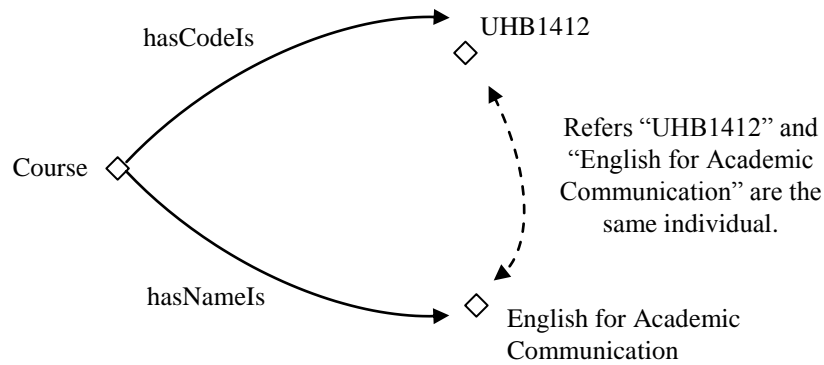 hasCodeIs
UHB1412
Course
Refers “UHB1412” and
“English for Academic
Communication” are the
same individual.
hasNameIs
English for Academic
Communication